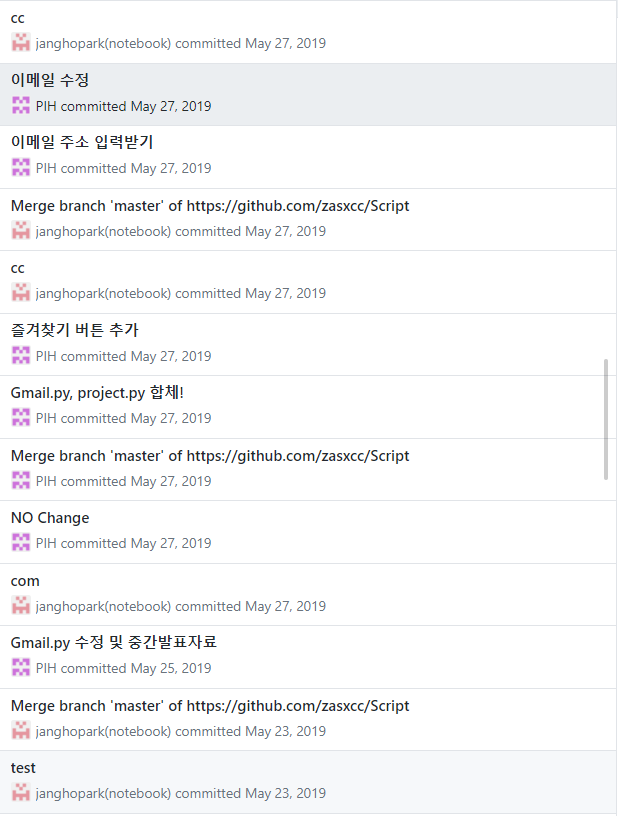 cc
janghopark(notebook) committed May 27, 2019
이메일 수정
PIH committed May 27, 2019
이메일 주소 입력받기
PIH committed May 27, 2019
Merge branch 'master' of https://github.com/zasxcc/Script
janghopark(notebook) committed May 27, 2019
cc
janghopark(notebook) committed May 27, 2019
즐겨찾기 버튼 추가
PIH committed May 27, 2019
Gmail.py, project.py 합체!
PIH committed May 27, 2019
Merge branch 'master' of https://github.com/zasxcc/Script
PIH committed May 27, 2019
NO Change
PIH committed May 27, 2019
com
janghopark(notebook) committed May 27, 2019
Gmail.py 수정 및 중간발표자료
PIH committed May 25, 2019
Merge branch 'master' of https://github.com/zasxcc/Script
janghopark(notebook) committed May 23, 2019
test
janghopark(notebook) committed May 23, 2019